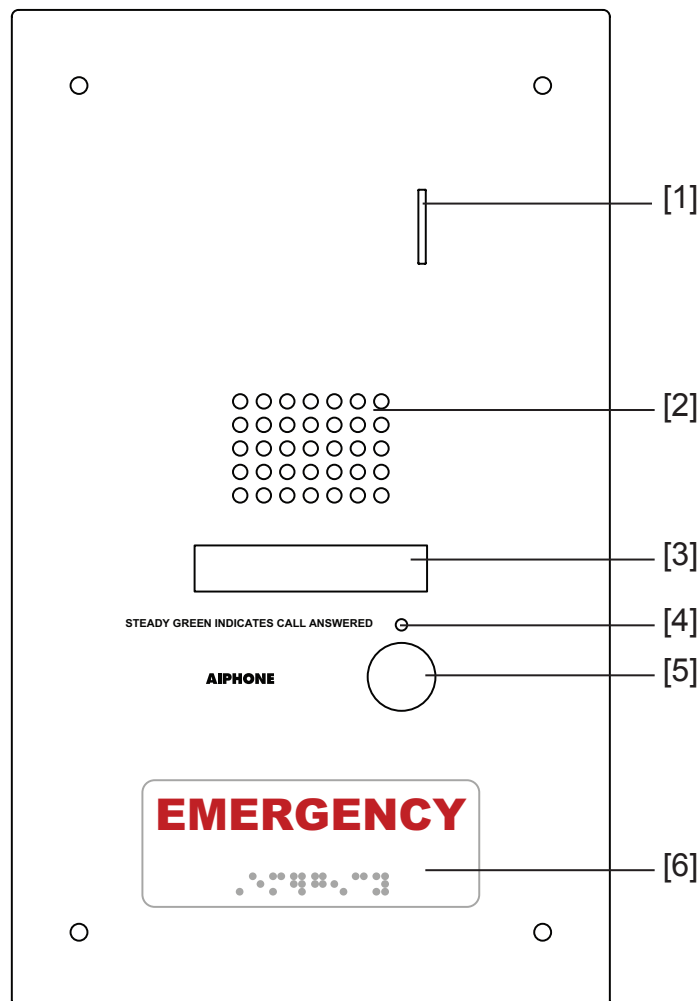 [1]
[2]
[3]
STEADY GREEN INDICATES CALL ANSWERED
[4]
[5]
AIPHONE
EMERGENCY
[6]